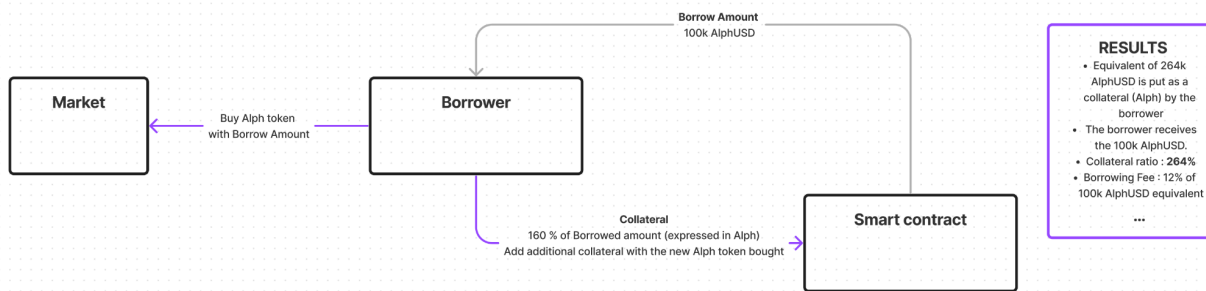 Borrow Amount
100k AlphUSD
Market
Borrower
Buy Alph token
with Borrow Amount
Collateral
160 % of Borrowed amount (expressed in Alph)
Add additional collateral with the new Alph token bought
Smart contract
RESULTS
• Equivalent of 264k
AlphUSD is put as a
collateral (Alph) by the
borrower
• The borrower receives
the 100k AlphUSD.
• Collateral ratio : 264%
• Borrowing Fee : 12% of
100k AlphUSD equivalent
...